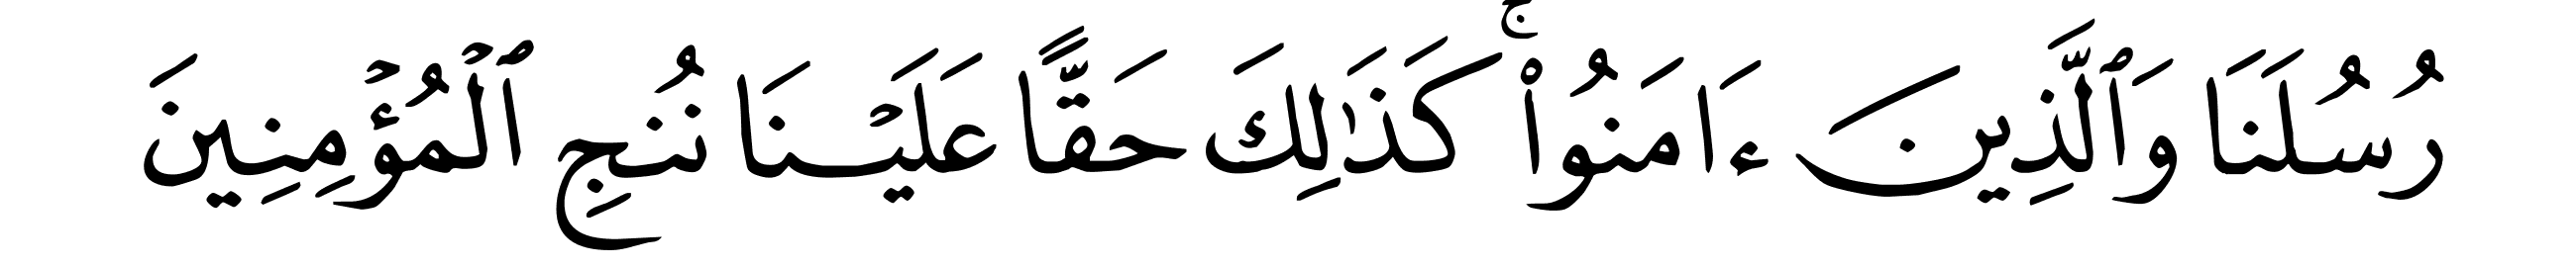 رُسُلَنَا وَٱلَّذِينَ ءَامَنُوا۟ ۚ كَذَٰلِكَ حَقًّا عَلَيْنَا نُنجِ ٱلْمُؤْمِنِينَ